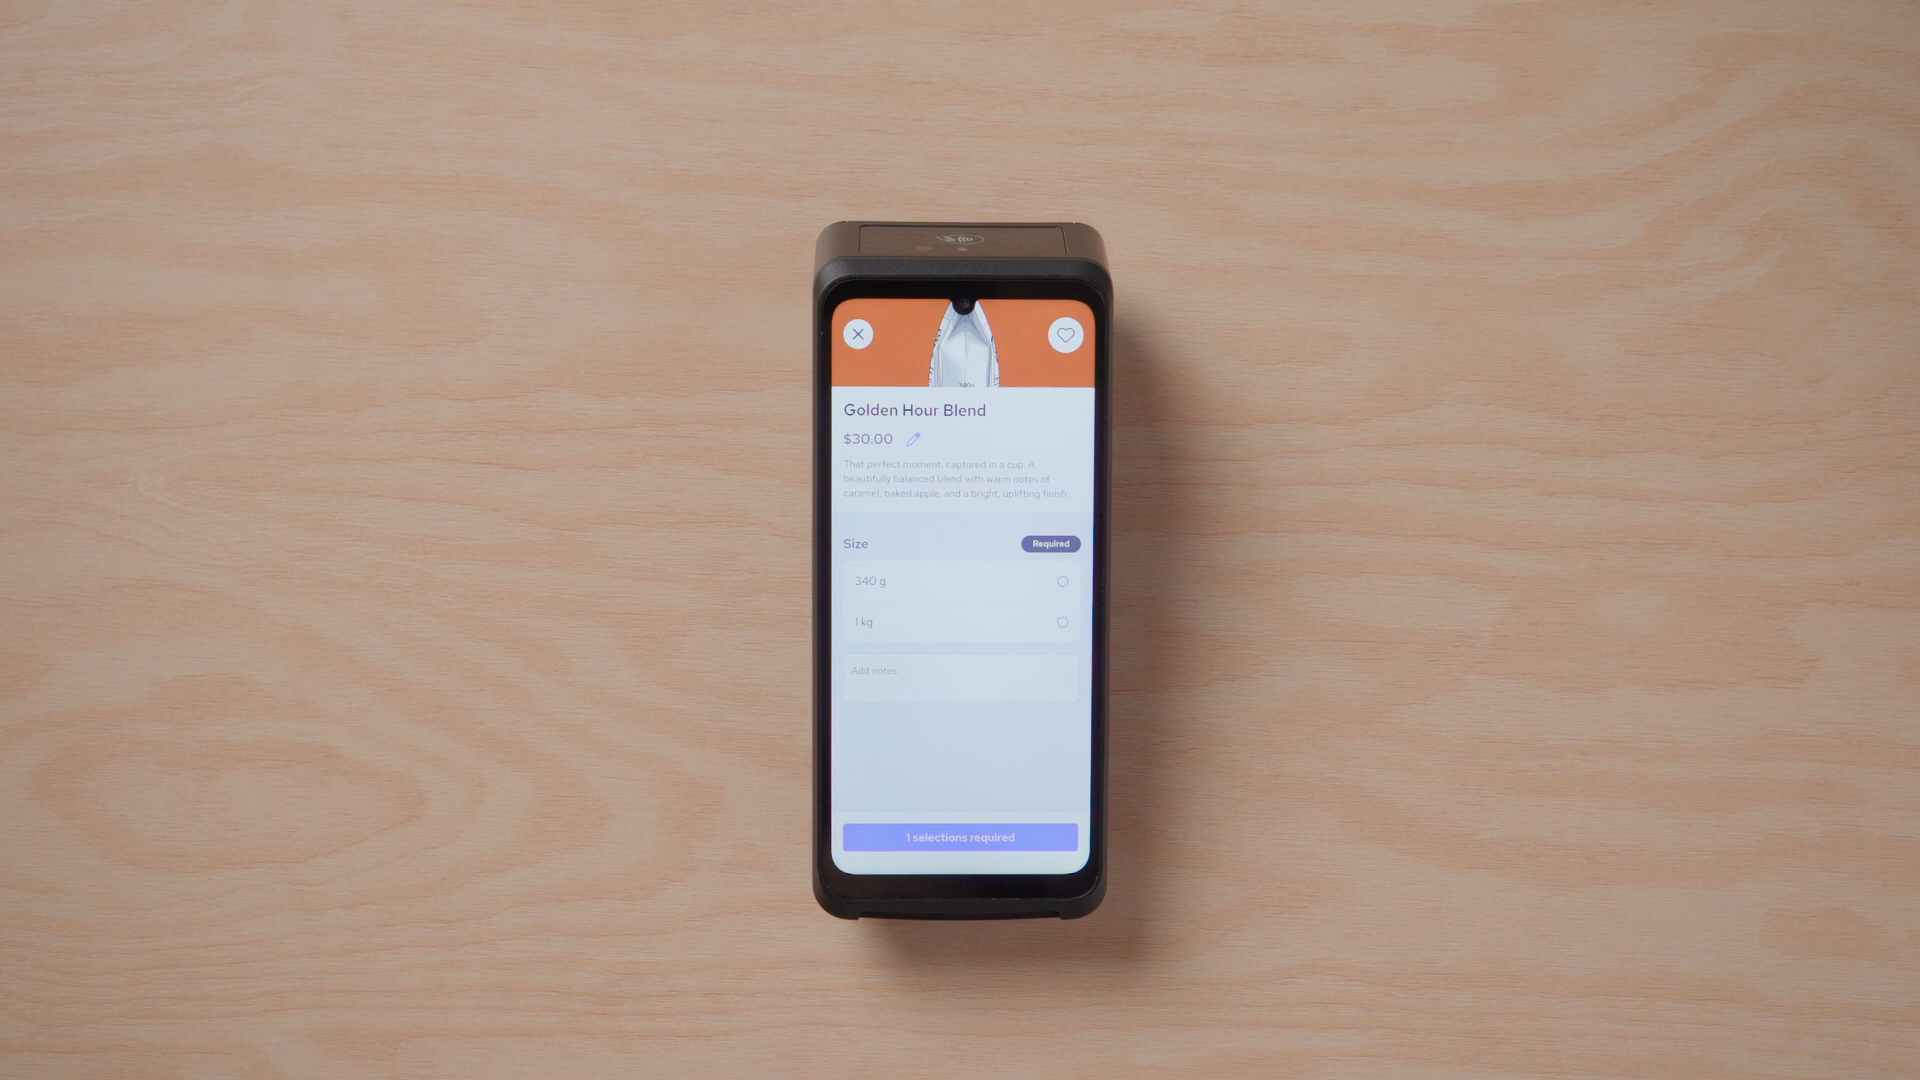 340g
Golden Hour Blend
$30.00
That perfect moment, captured in a cup. A
beautifully balanced blend with warm notes of
caramel, baked apple, and a bright, uplifting finish.
Size
Required
340 g
1 kg
Add notes
1 selections required